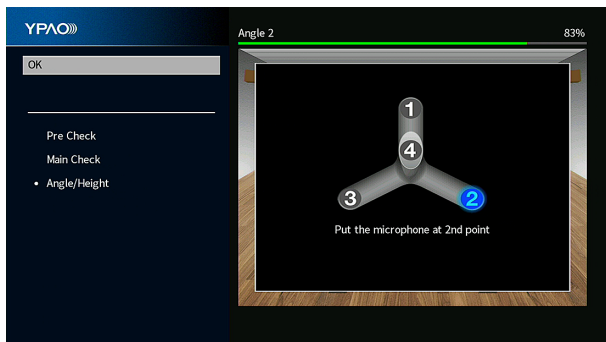 YPAO
Angle 2
83%
OK
Pre Check
Main Check
• Angle/Height
1
4
3
2
Put the microphone at 2nd point